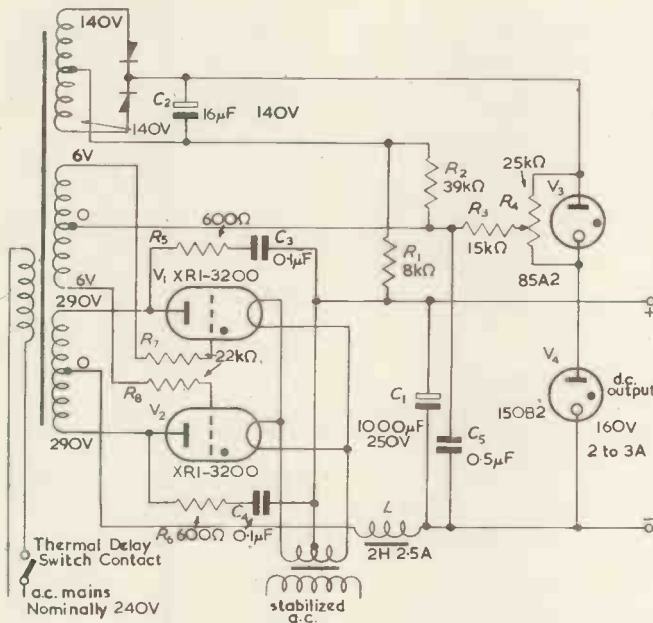 140V
C2
16μF
140V
140V
6V
R2
39kΩ
25kΩ
V3
O
600Ω
C3
R3
R4
R5
0·1μF
15kΩ
V1 XRI-3200
R1
8kΩ
85A2
6V
290V
+
R7
22kΩ
O
V4
R8
C1
d.c.
output
V2
1000μF
250V
C5
150B2
160V
290V
XRI-3200
0·5μF
2 to 3A
C4
L
R6 600Ω
0·1μF
2H 2·5A
Thermal Delay
Switch Contact
a.c. mains
Nominally 240V
stabilized
a.c.